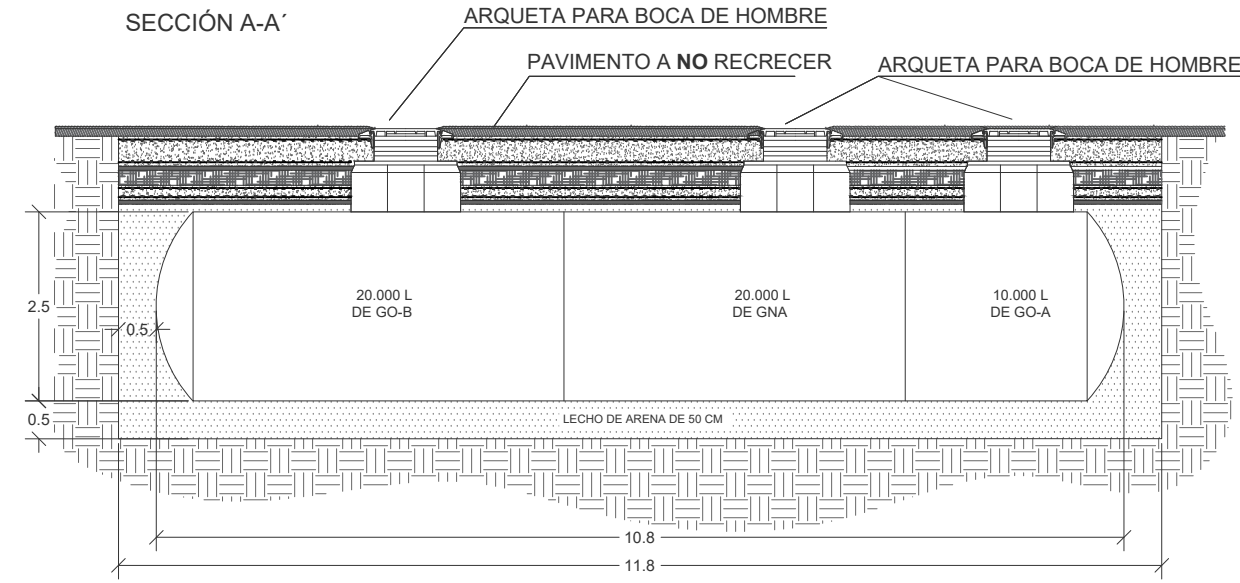 SECCIÓN A-A´
ARQUETA PARA BOCA DE HOMBRE
PAVIMENTO A NO RECRECER
ARQUETA PARA BOCA DE HOMBRE
2.5
0.5
20.000 L
DE GO-B
20.000 L
DE GNA
10.000 L
DE GO-A
0.5
LECHO DE ARENA DE 50 CM
10.8
11.8